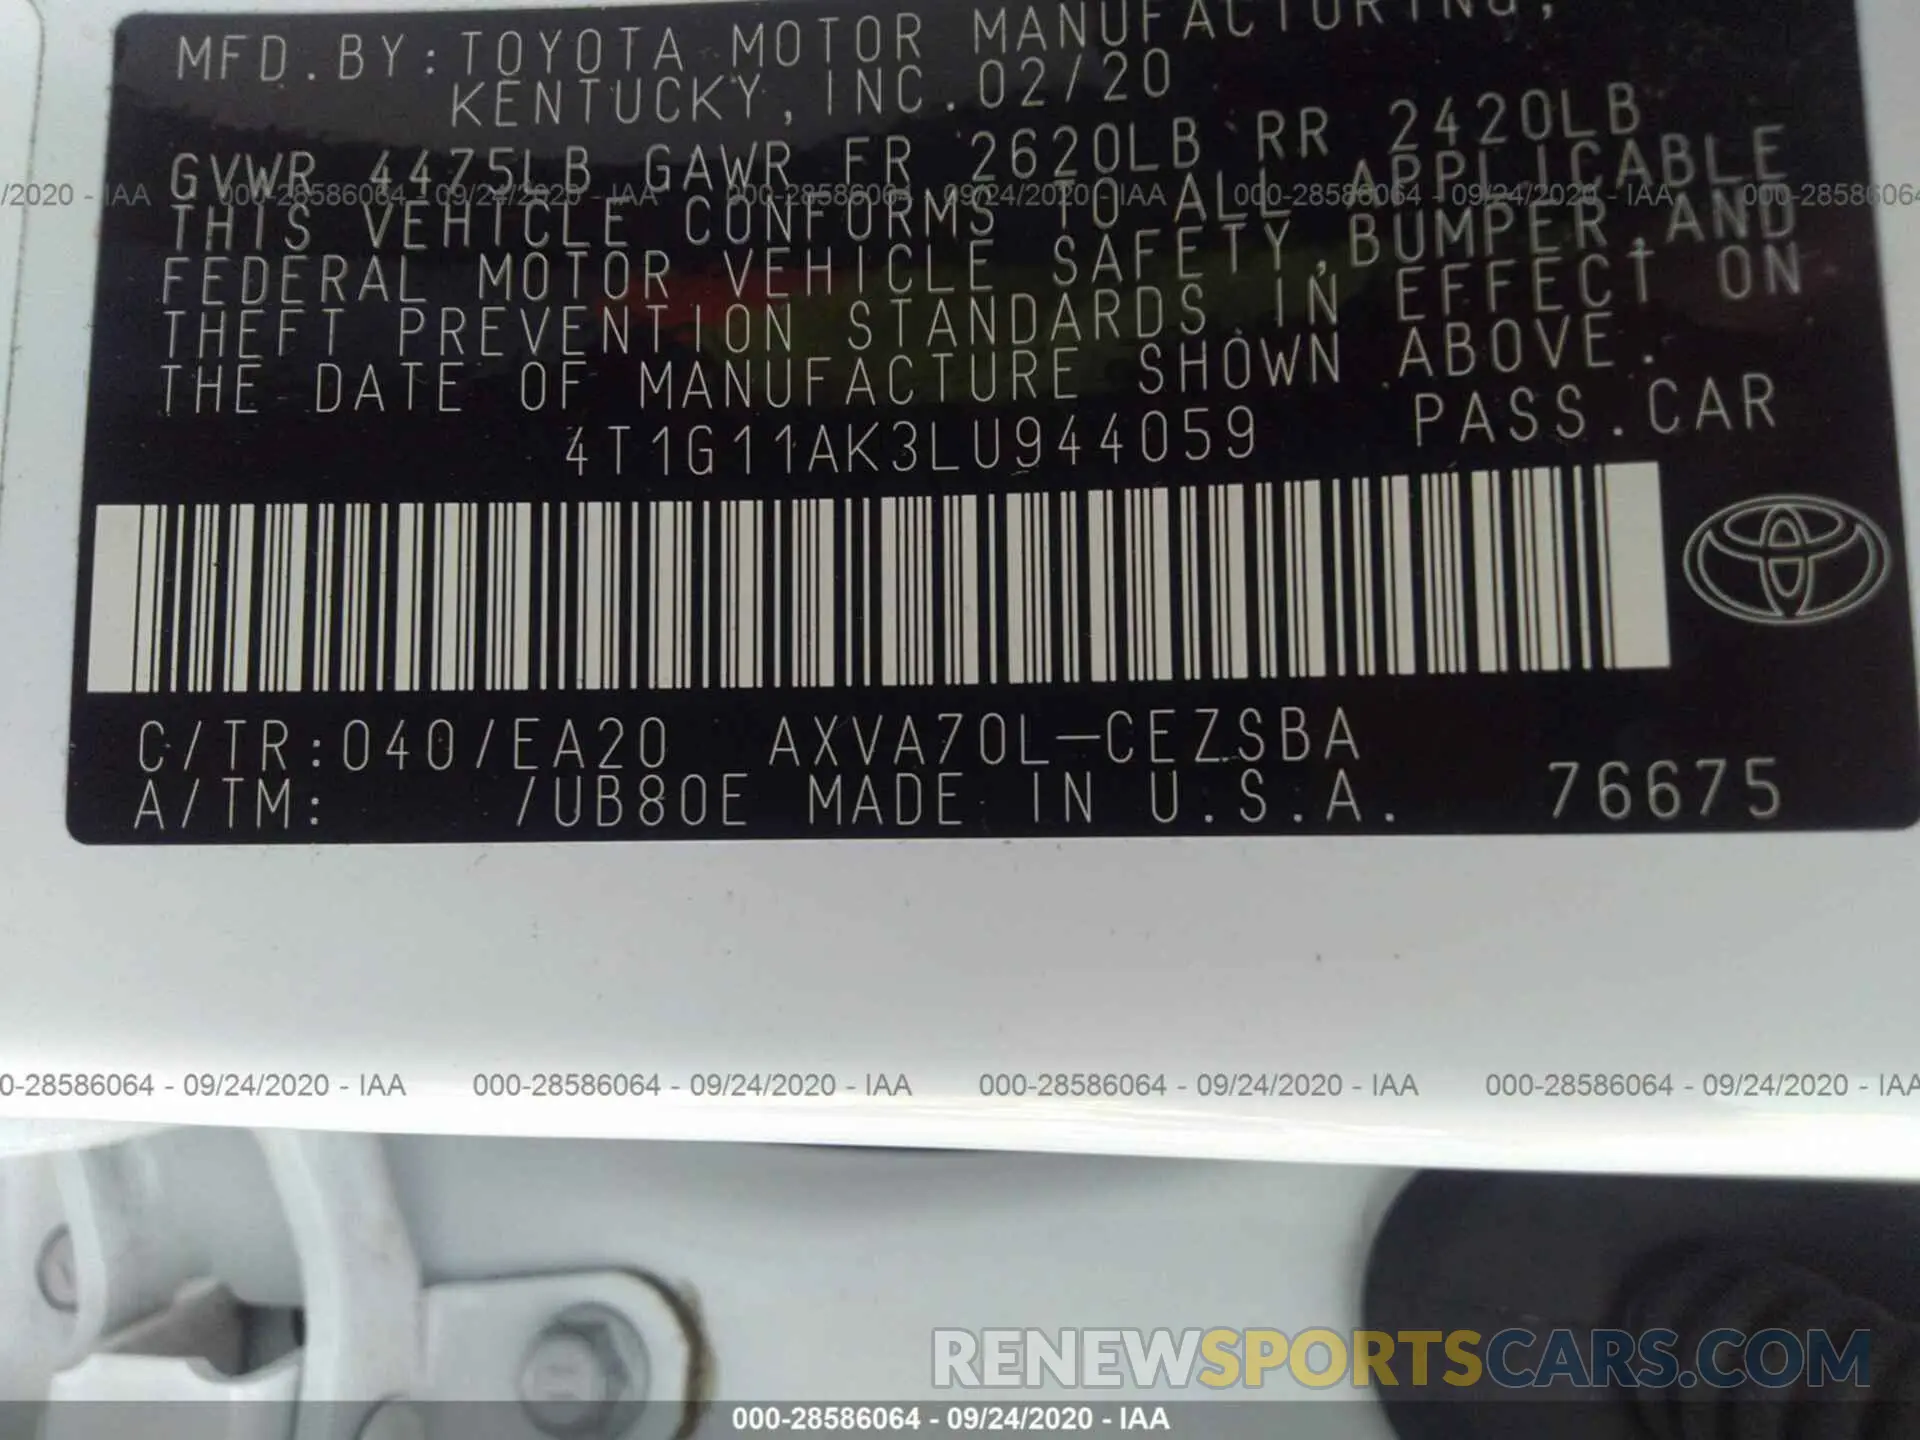 MFD.BY:TOYOTA MOTOR MANUFACTURING,
KENTUCKY,INC.02/20
GVWR 4475LB GAWR FR 2620LB RR 2420LB
/2020 - IAA 000-28586064 - 09/24/2020 - IAA 000-28586064 - 09/24/2020 - IAA 000-28586064 - 09/24/2020 - IAA 000-28586064
THIS VEHICLE CONFORMS TO ALL APPLICABLE
FEDERAL MOTOR VEHICLE SAFETY,BUMPER,AND
THEFT PREVENTION STANDARDS IN EFFECT ON
THE DATE OF MANUFACTURE SHOWN ABOVE.
4T1G11AK3LU944059 PASS.CAR
C/TR:040/EA20 AXVA70L-CEZSBA
A/TM: /UB80E MADE IN U.S.A. 76675
0-28586064 - 09/24/2020 - IAA 000-28586064 - 09/24/2020 - IAA 000-28586064 - 09/24/2020 - IAA 000-28586064 - 09/24/2020 - IAA
RENEWSPORTSCARS.COM
000-28586064 - 09/24/2020 - IAA